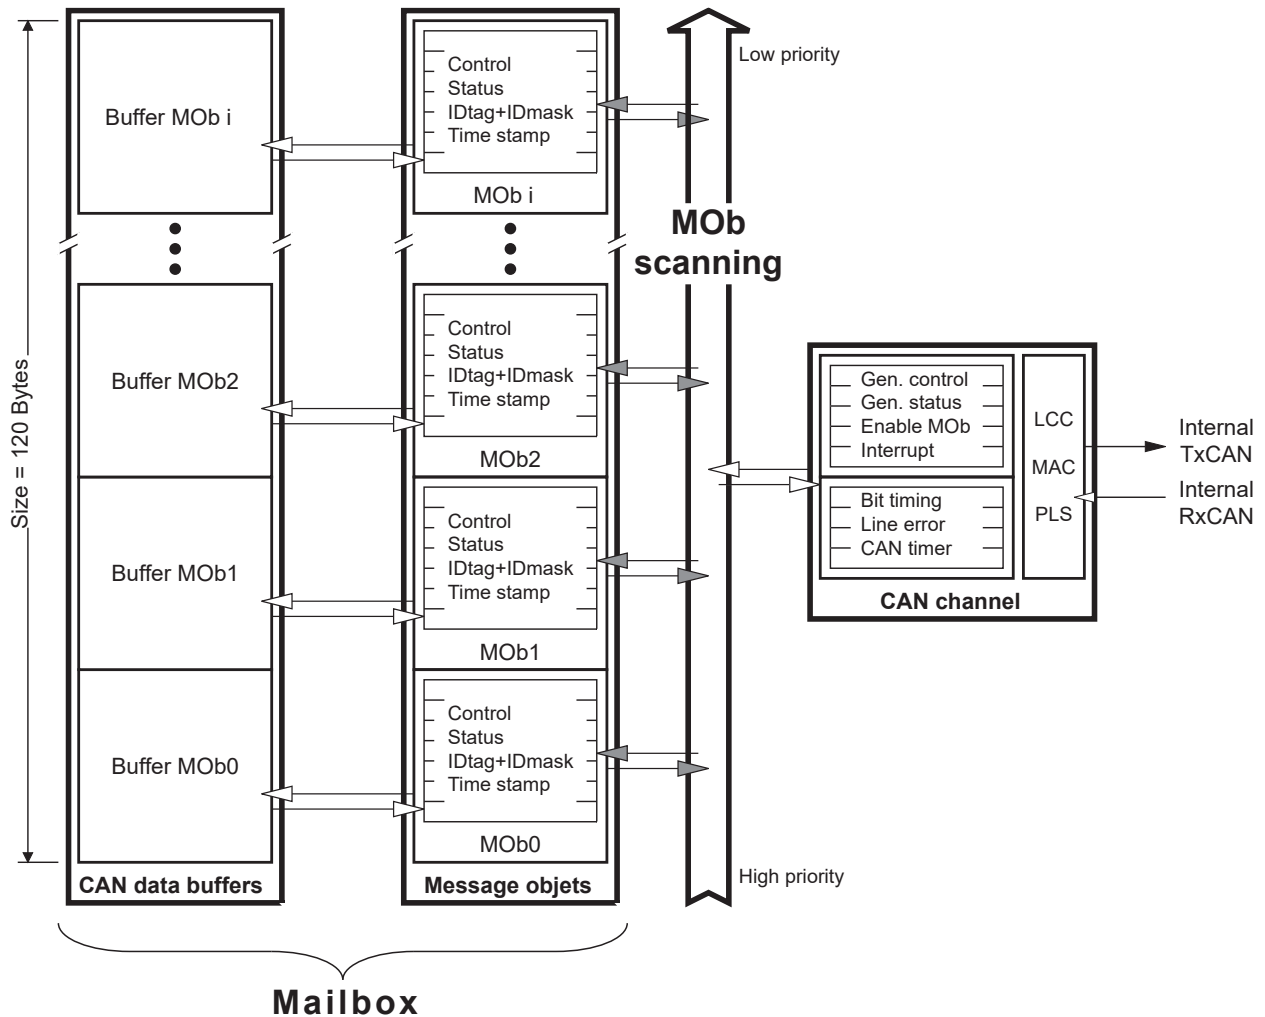 Size = 120 Bytes
Buffer MOb i
Buffer MOb2
Buffer MOb1
Buffer MOb0
CAN data buffers
Control
Status
IDtag+IDmask
Time stamp
MOb i
Control
Status
IDtag+IDmask
Time stamp
MOb2
Control
Status
IDtag+IDmask
Time stamp
MOb1
Control
Status
IDtag+IDmask
Time stamp
MOb0
Message objets
Mailbox
Low priority
MOb
scanning
High priority
Gen. control
Gen. status
Enable MOb
Interrupt
Bit timing
Line error
CAN timer
LCC
MAC
PLS
CAN channel
Internal
TxCAN
Internal
RxCAN